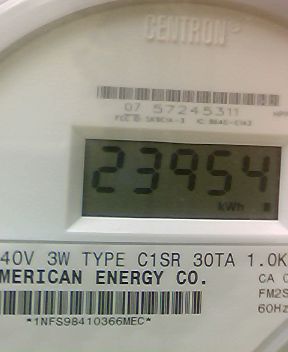 CENTRON®
07 57245311
23954
kWh
40V 3W TYPE C1SR 30TA 1.0K
MERICAN ENERGY CO.
CA
FM2S
60Hz
*1NFS98410366MEC*